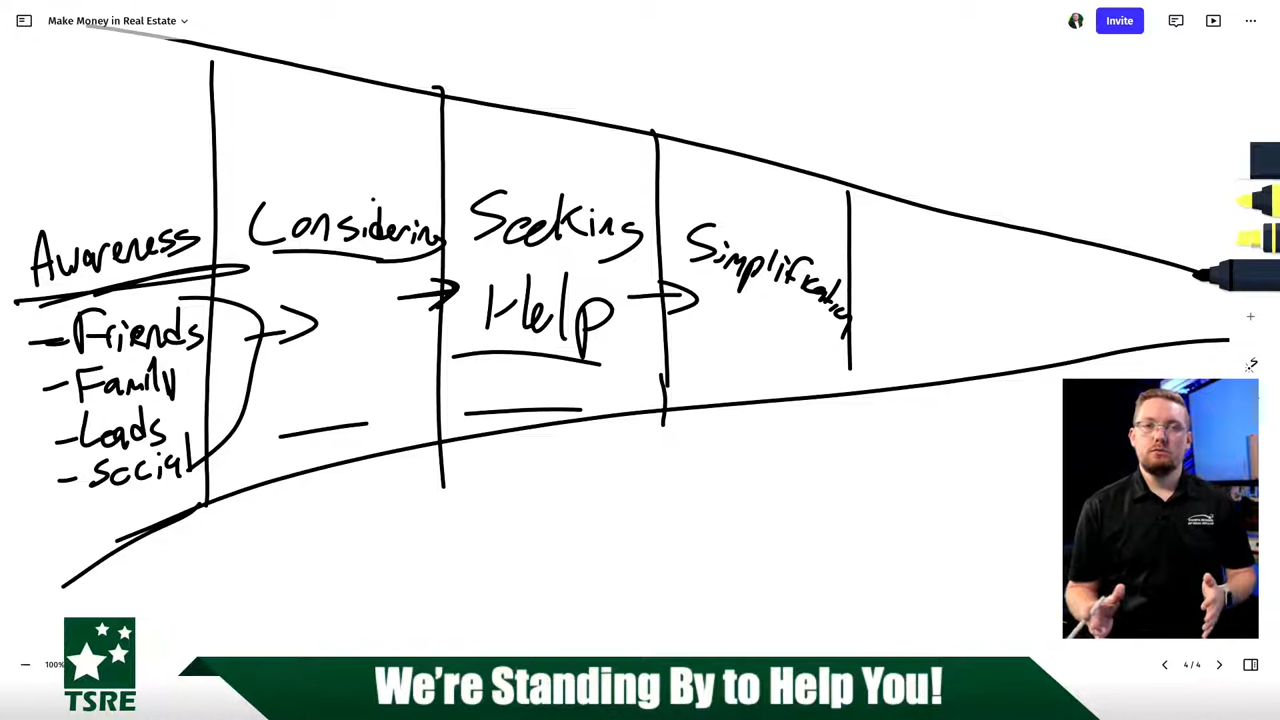 Make Money in Real Estate
Invite
Awareness
- Friends
- Family
- Leads
- Social
Considering
Seeking
Help
Simplification
100%
4 / 4
TSRE
We're Standing By to Help You!